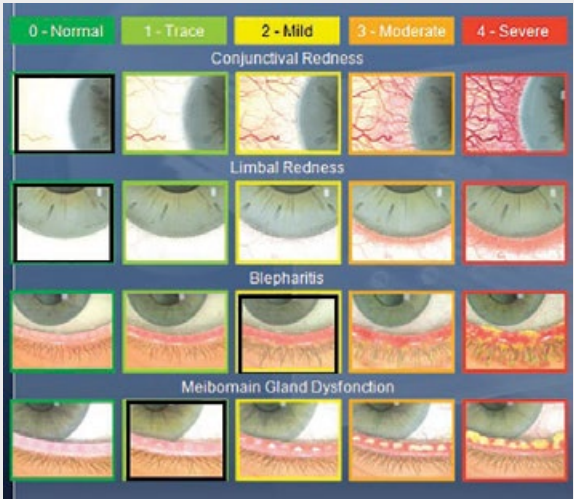 0 - Normal 1 - Trace 2 - Mild 3 - Moderate 4 - Severe
Conjunctival Redness
Limbal Redness
Blepharitis
Meibomain Gland Dysfonction